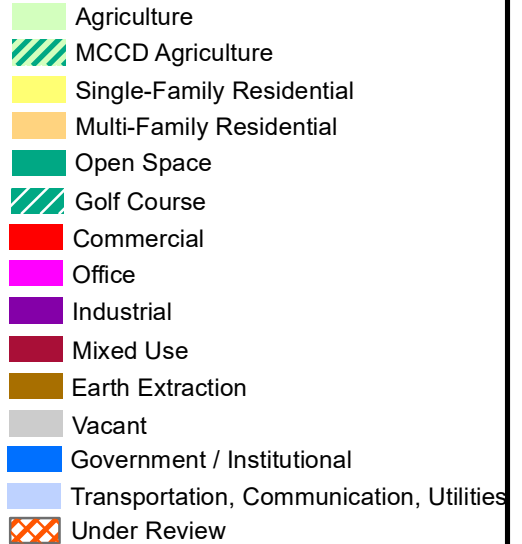 Agriculture
MCCD Agriculture
Single-Family Residential
Multi-Family Residential
Open Space
Golf Course
Commercial
Office
Industrial
Mixed Use
Earth Extraction
Vacant
Government / Institutional
Transportation, Communication, Utilities
Under Review